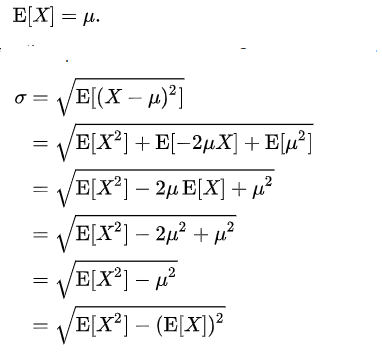 E[X] = μ.
σ = √E[(X − μ)²]
= √E[X²] + E[−2μX] + E[μ²]
= √E[X²] − 2μ E[X] + μ²
= √E[X²] − 2μ² + μ²
= √E[X²] − μ²
= √E[X²] − (E[X])²